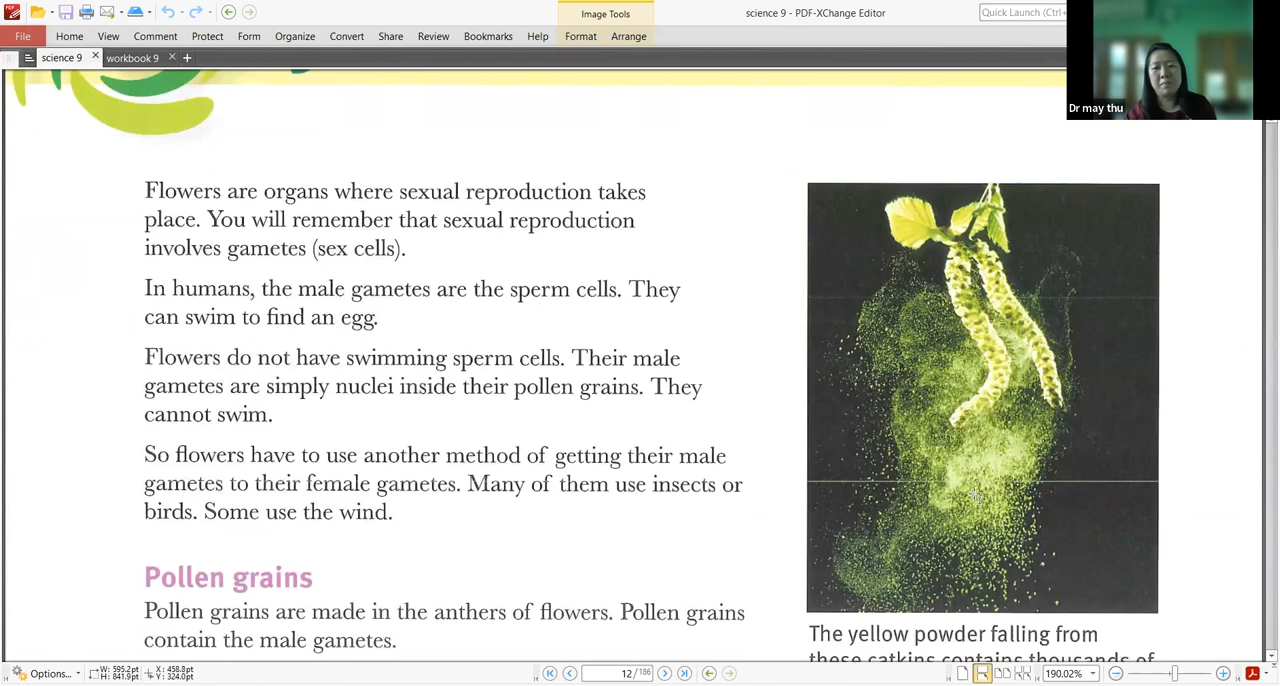 Image Tools
science 9 - PDF-XChange Editor
Quick Launch (Ctrl+
File Home View Comment Protect Form Organize Convert Share Review Bookmarks Help Format Arrange
science 9 workbook 9
Dr may thu
Flowers are organs where sexual reproduction takes
place. You will remember that sexual reproduction
involves gametes (sex cells).
In humans, the male gametes are the sperm cells. They
can swim to find an egg.
Flowers do not have swimming sperm cells. Their male
gametes are simply nuclei inside their pollen grains. They
cannot swim.
So flowers have to use another method of getting their male
gametes to their female gametes. Many of them use insects or
birds. Some use the wind.
Pollen grains
Pollen grains are made in the anthers of flowers. Pollen grains
contain the male gametes.
The yellow powder falling from
these catkins contains thousands of
Options...
W: 595.2pt
H: 841.9pt
X: 458.8pt
Y: 324.0pt
12 / 186
190.02%